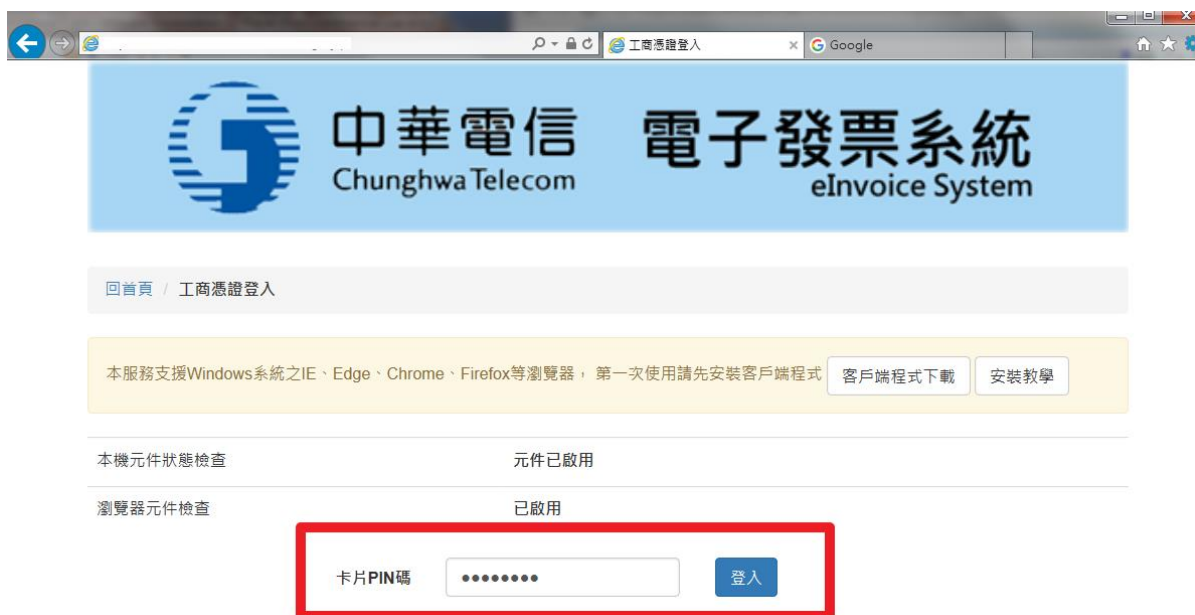 工商憑證登入
Google
中華電信 電子發票系統
Chunghwa Telecom eInvoice System
回首頁 / 工商憑證登入
本服務支援Windows系統之IE、Edge、Chrome、Firefox等瀏覽器，第一次使用請先安裝客戶端程式 客戶端程式下載 安裝教學
本機元件狀態檢查 元件已啟用
瀏覽器元件檢查 已啟用
卡片PIN碼 •••••••• 登入